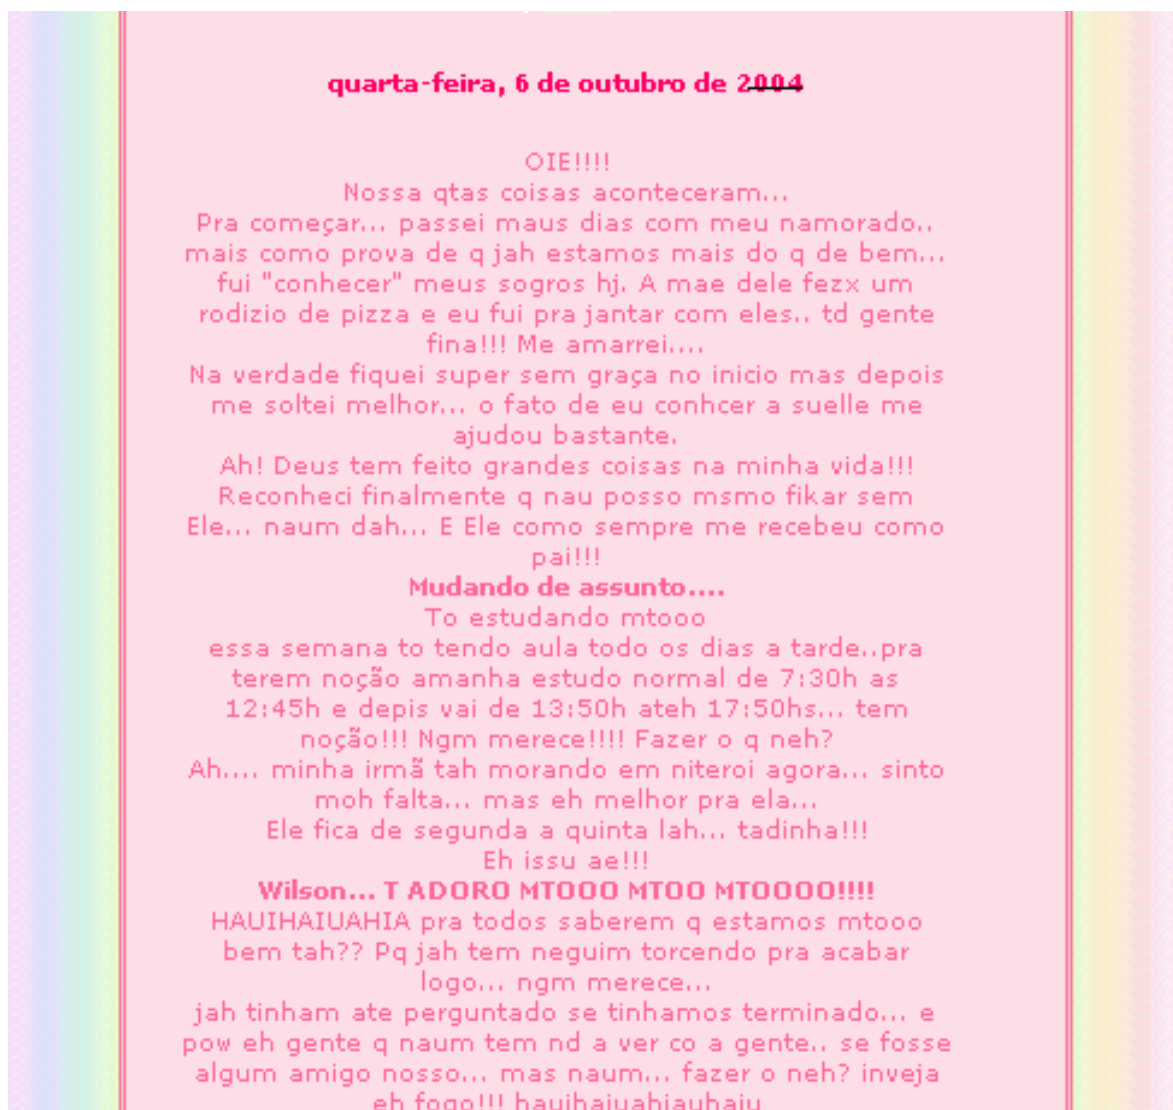 quarta-feira, 6 de outubro de 2004
OIE!!!!
Nossa qtas coisas aconteceram...
Pra começar... passei maus dias com meu namorado..
mais como prova de q jah estamos mais do q de bem...
fui "conhecer" meus sogros hj. A mae dele fezx um
rodizio de pizza e eu fui pra jantar com eles.. td gente
fina!!! Me amarrei....
Na verdade fiquei super sem graça no inicio mas depois
me soltei melhor... o fato de eu conhcer a suelle me
ajudou bastante.
Ah! Deus tem feito grandes coisas na minha vida!!!
Reconheci finalmente q nau posso msmo fikar sem
Ele... naum dah... E Ele como sempre me recebeu como
pai!!!
Mudando de assunto....
To estudando mtooo
essa semana to tendo aula todo os dias a tarde..pra
terem noção amanha estudo normal de 7:30h as
12:45h e depis vai de 13:50h ateh 17:50hs... tem
noção!!! Ngm merece!!!! Fazer o q neh?
Ah.... minha irmã tah morando em niteroi agora... sinto
moh falta... mas eh melhor pra ela...
Ele fica de segunda a quinta lah... tadinha!!!
Eh issu ae!!!
Wilson... T ADORO MTOOO MTOO MTOOOO!!!!
HAUIHAIUAHIA pra todos saberem q estamos mtooo
bem tah?? Pq jah tem neguim torcendo pra acabar
logo... ngm merece...
jah tinham ate perguntado se tinhamos terminado... e
pow eh gente q naum tem nd a ver co a gente.. se fosse
algum amigo nosso... mas naum... fazer o neh? inveja
eh fogo!!! hauihaiuahiauhaiu